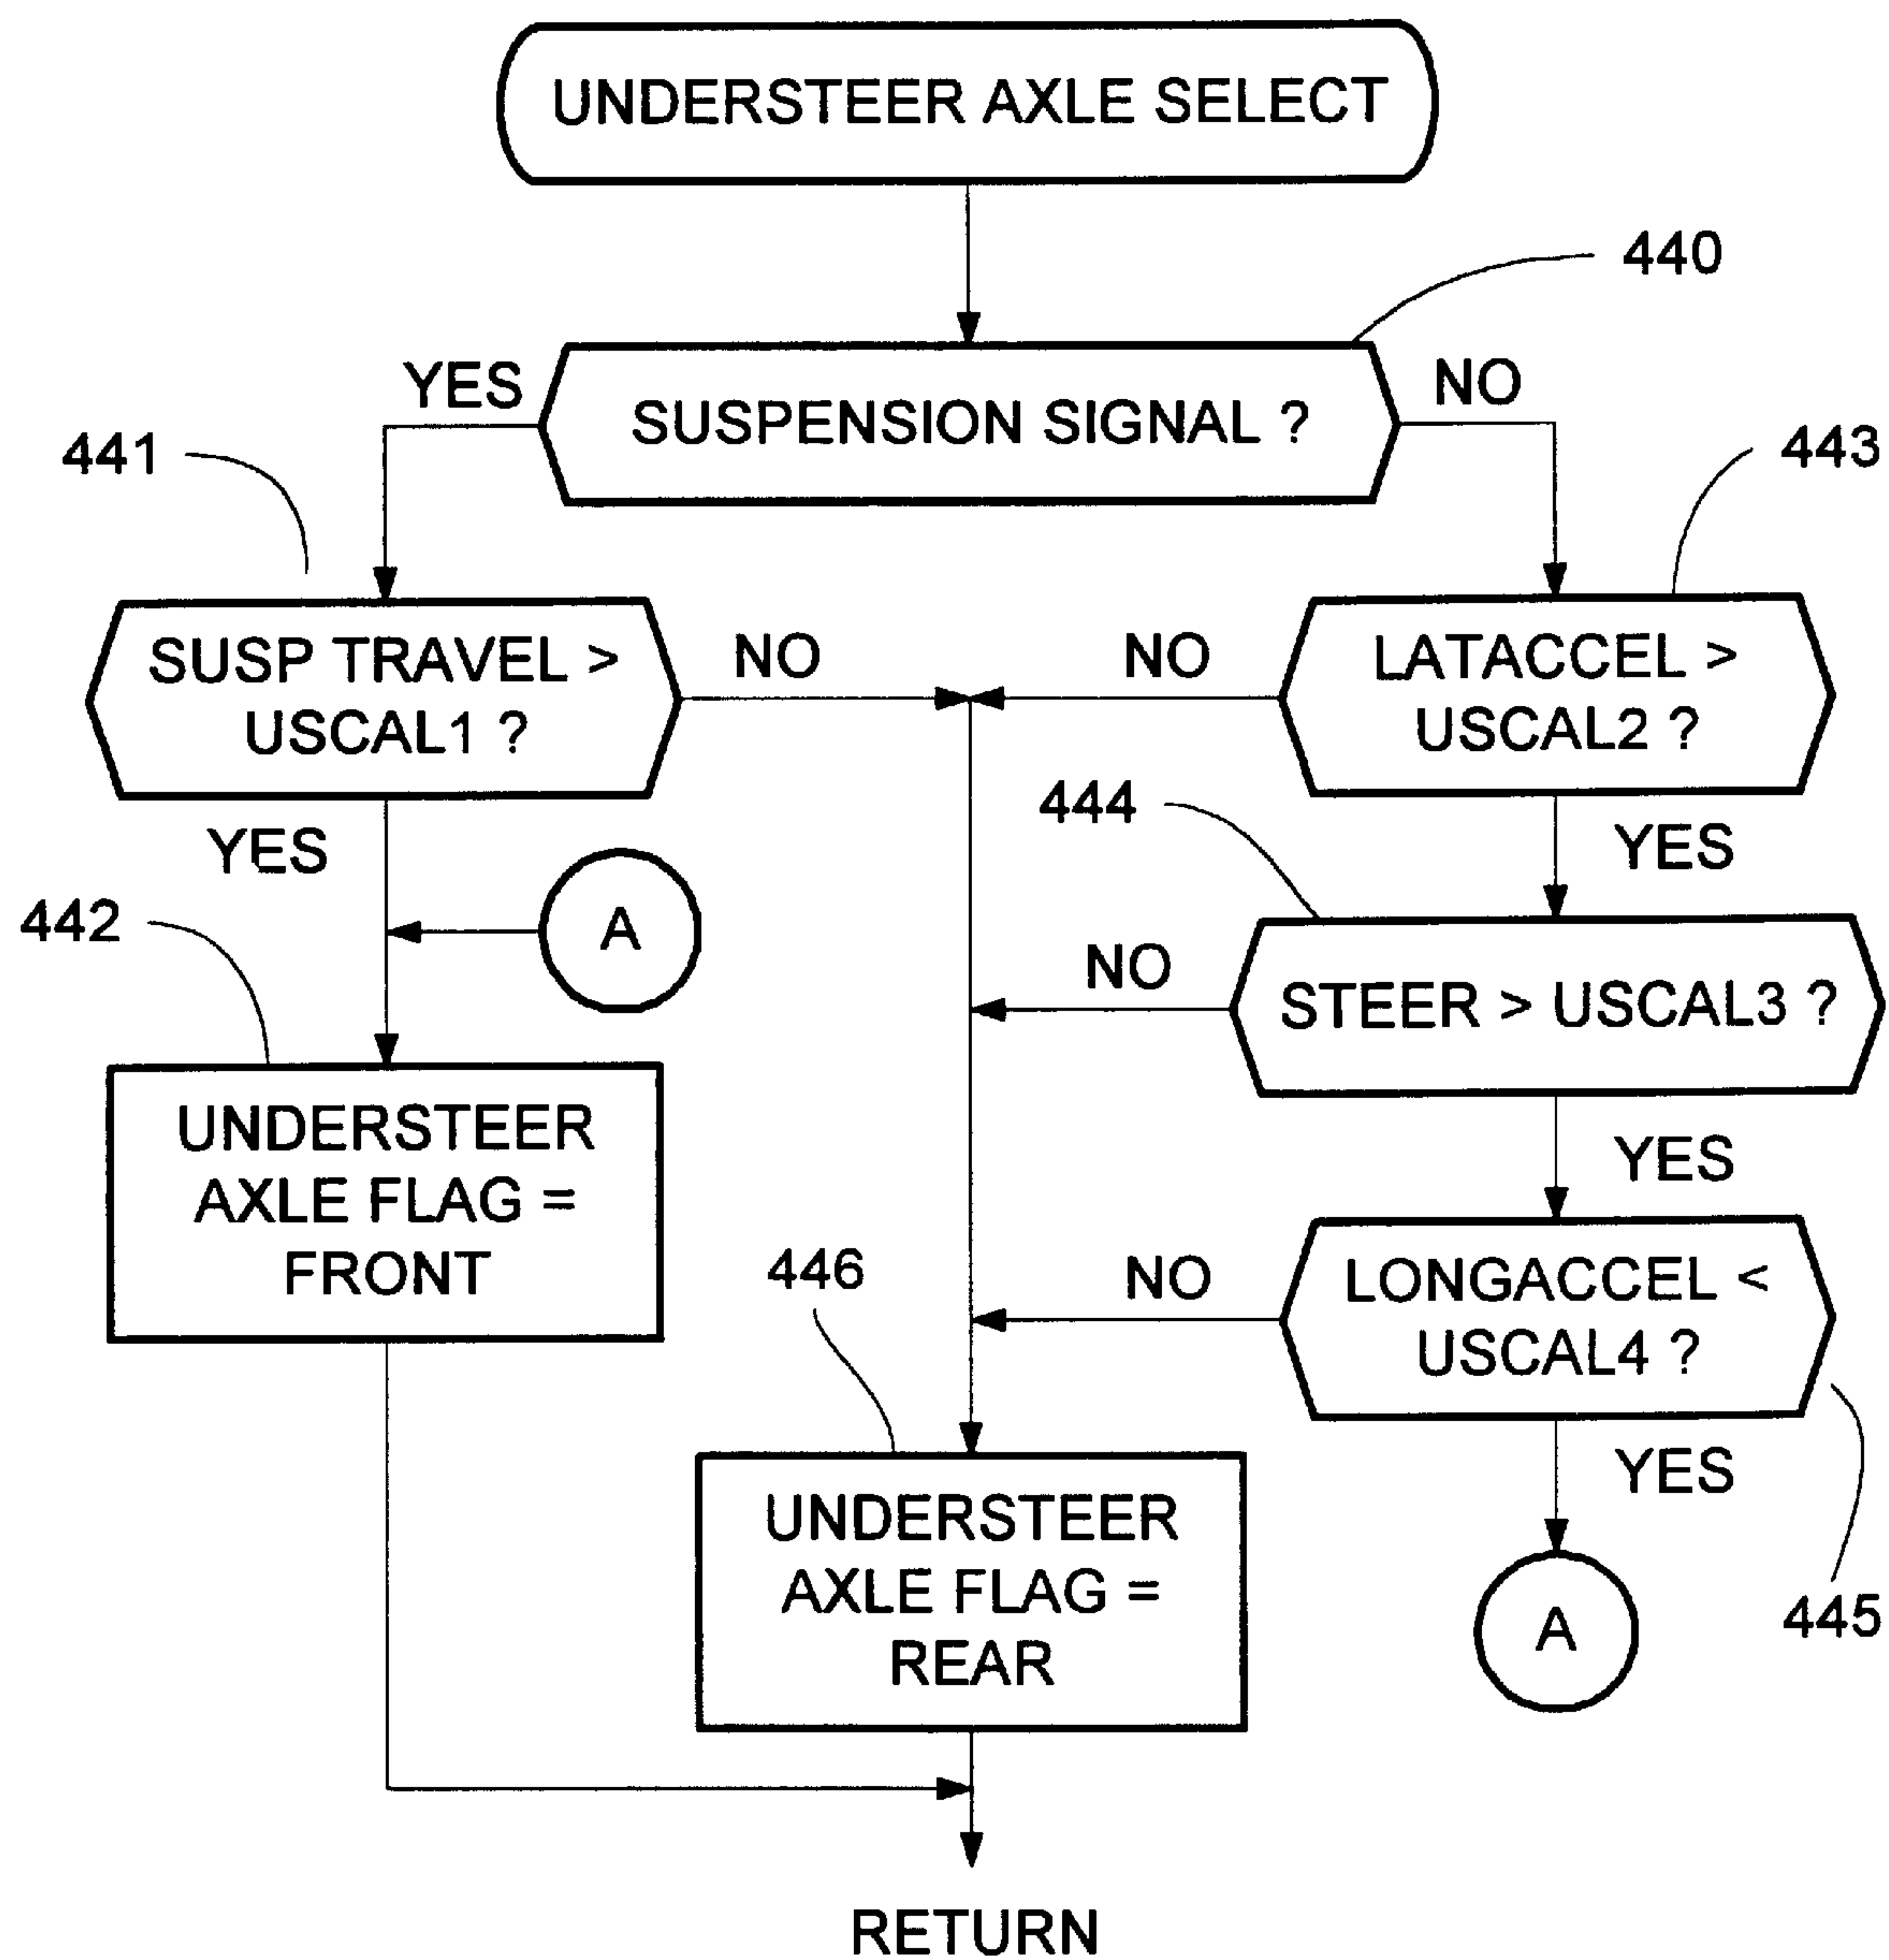 UNDERSTEER AXLE SELECT
440
YES
NO
SUSPENSION SIGNAL ?
441
443
SUSP TRAVEL >
USCAL1 ?
NO
NO
LATACCEL >
USCAL2 ?
444
YES
YES
442
A
NO
STEER > USCAL3 ?
UNDERSTEER
AXLE FLAG =
FRONT
YES
446
NO
LONGACCEL <
USCAL4 ?
YES
UNDERSTEER
AXLE FLAG =
REAR
A
445
RETURN